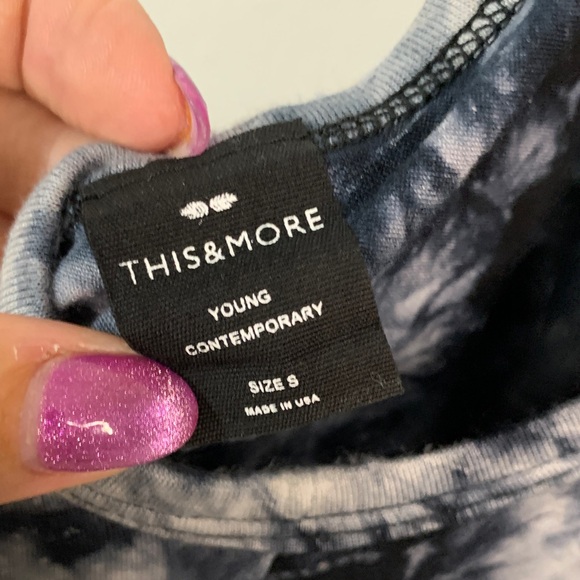 THIS&MORE
YOUNG
CONTEMPORARY
SIZE S
MADE IN USA